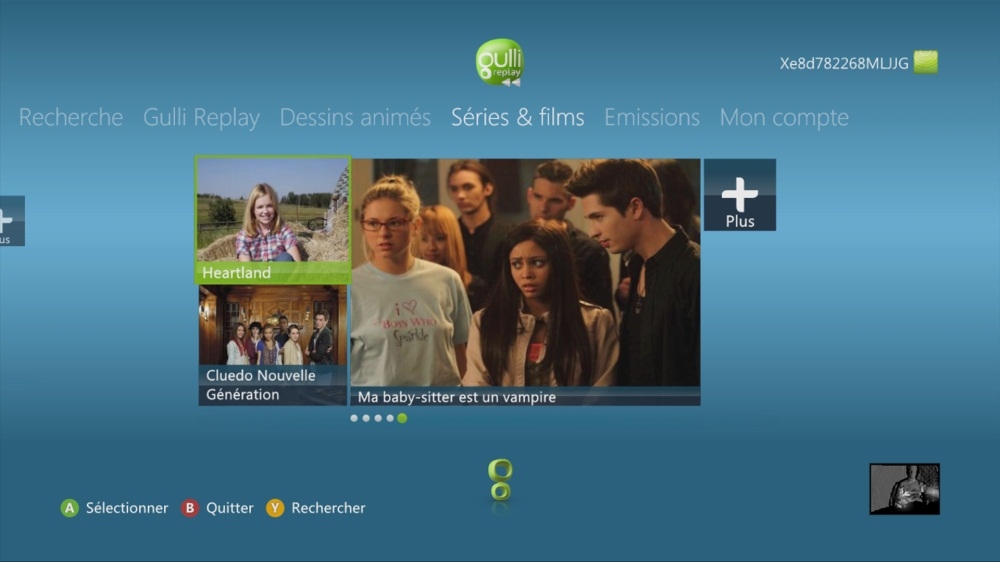 gulli
replay
Xe8d782268MLJJG
Recherche Gulli Replay Dessins animés Séries & films Emissions Mon compte
us
Plus
i ♡
Boys Who
Sparkle
Heartland
Cluedo Nouvelle
Génération
Ma baby-sitter est un vampire
A Sélectionner B Quitter Y Rechercher